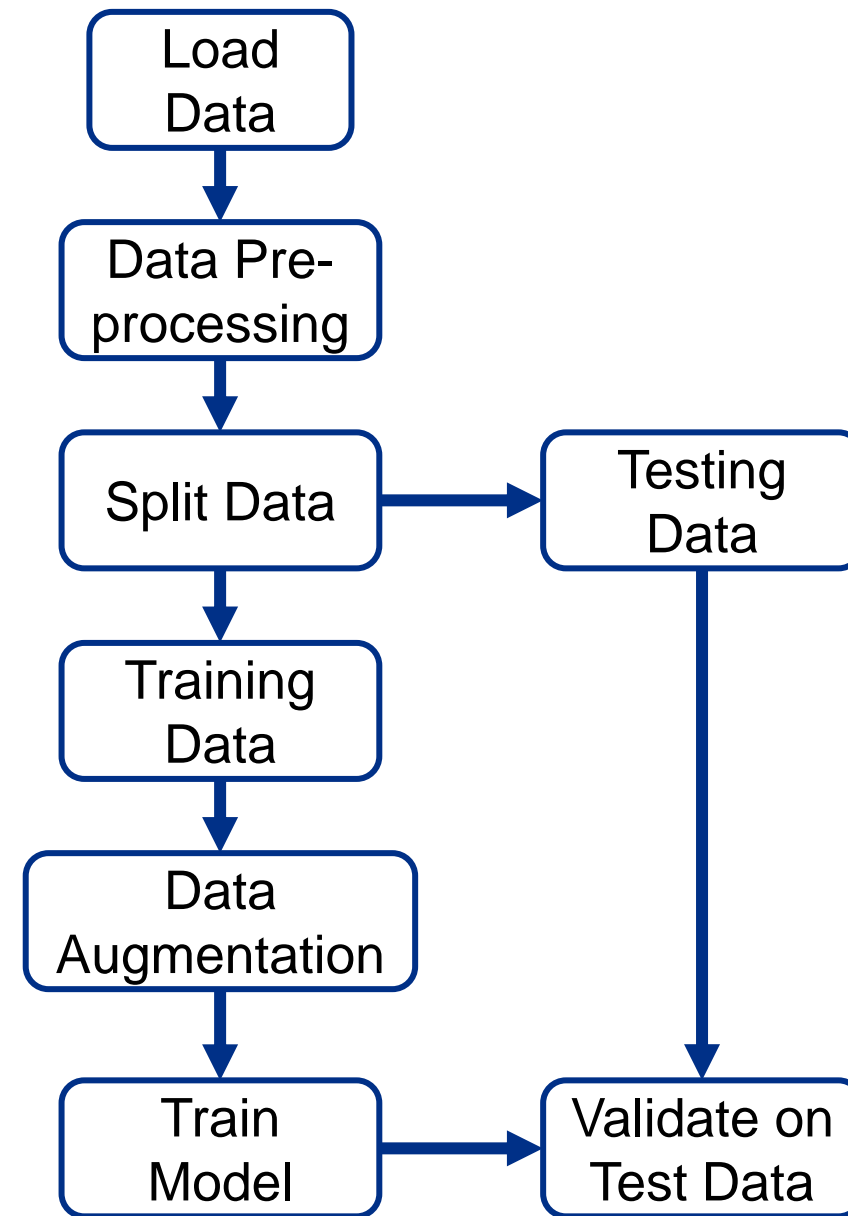 Load
Data
Data Pre-
processing
Split Data
Testing
Data
Training
Data
Data
Augmentation
Train
Model
Validate on
Test Data